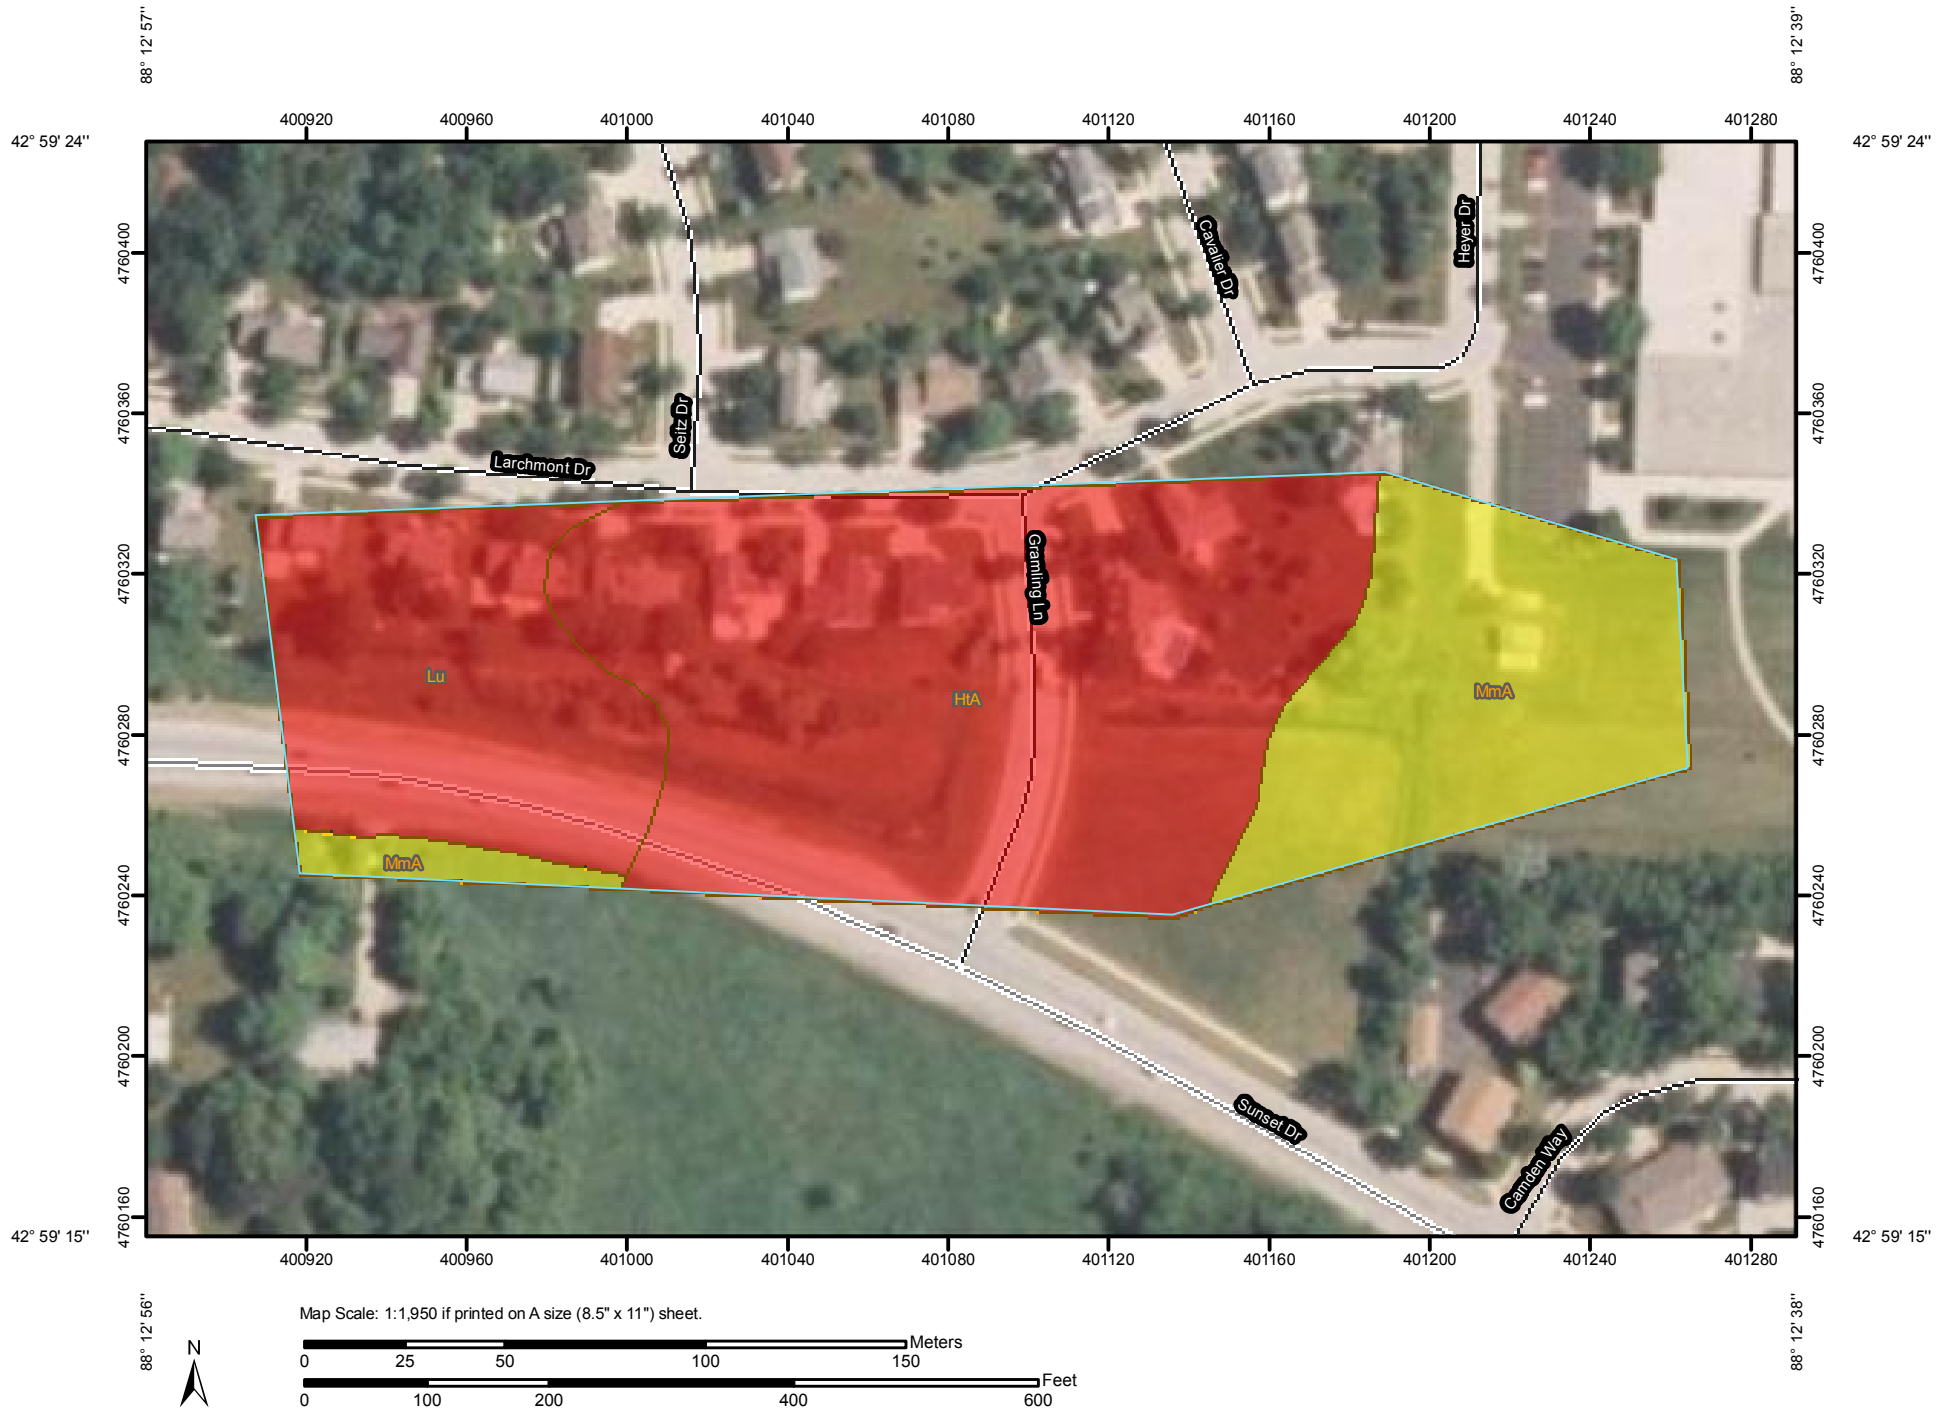 88° 12' 57"
88° 12' 39"
42° 59' 24"
42° 59' 24"
400920 400960 401000 401040 401080 401120 401160 401200 401240 401280
4760400
4760360
4760320
4760280
4760240
4760200
4760160
Cavalier Dr
Heyer Dr
Seitz Dr
Larchmont Dr
Gramling Ln
Lu
HtA
MmA
MmA
Sunset Dr
Camden Way
4760400
4760360
4760320
4760280
4760240
4760200
4760160
42° 59' 15"
42° 59' 15"
400920 400960 401000 401040 401080 401120 401160 401200 401240 401280
88° 12' 56"
88° 12' 38"
N
Map Scale: 1:1,950 if printed on A size (8.5" x 11") sheet.
Meters
0 25 50 100 150
Feet
0 100 200 400 600